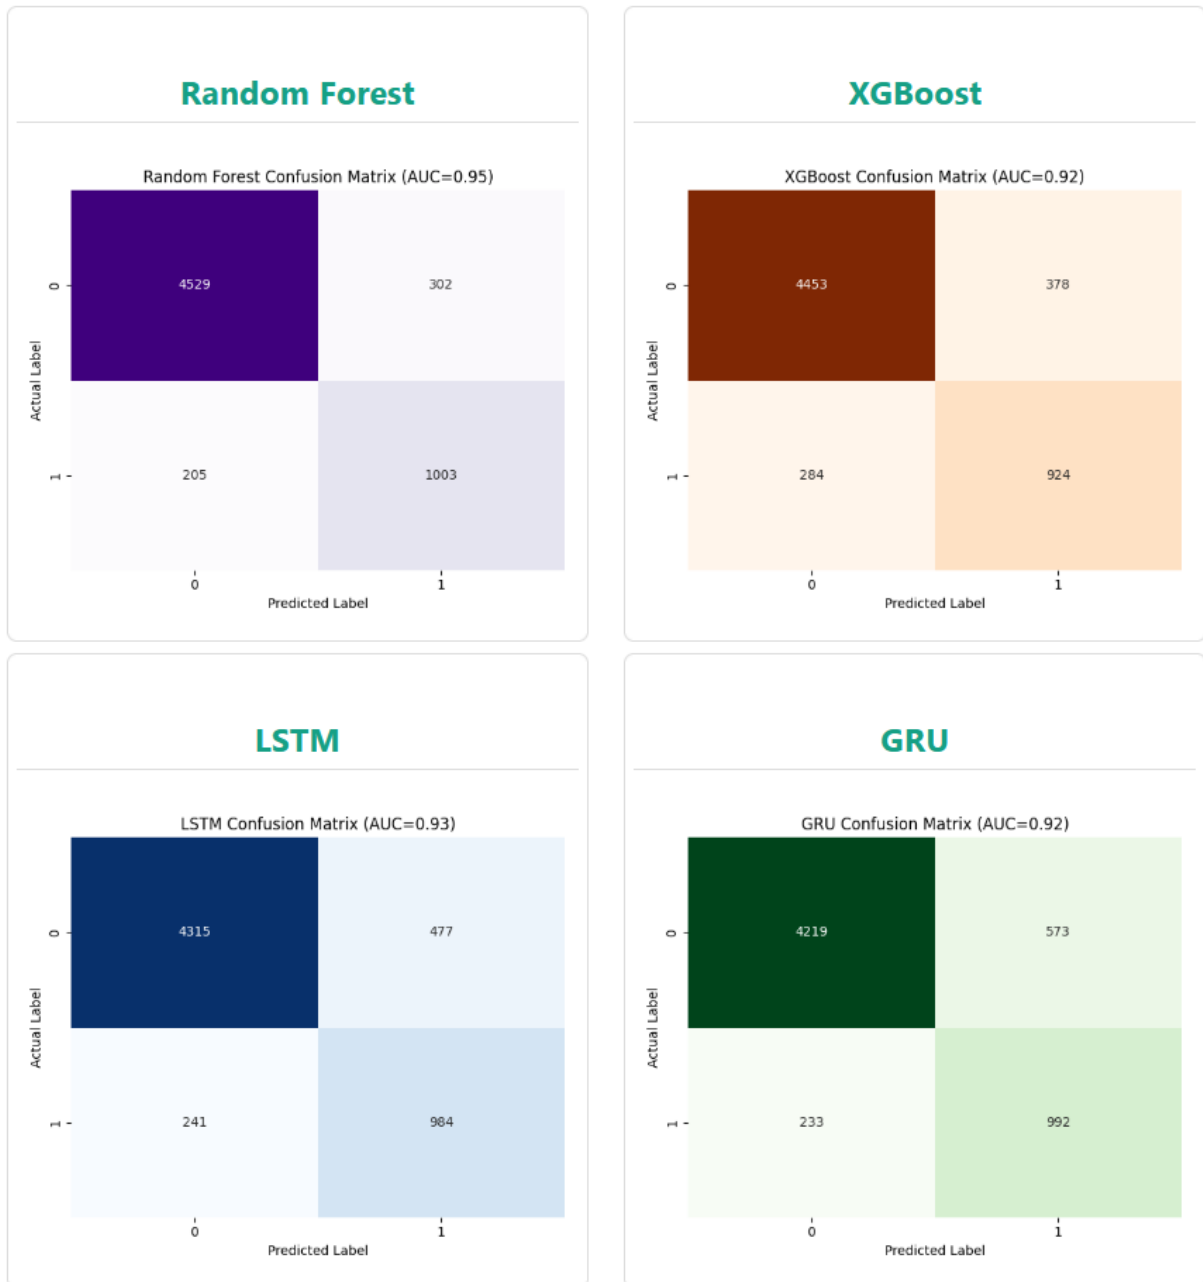 Random Forest
Random Forest Confusion Matrix (AUC=0.95)
Actual Label
0
4529
302
1
205
1003
0
1
Predicted Label
XGBoost
XGBoost Confusion Matrix (AUC=0.92)
Actual Label
0
4453
378
1
284
924
0
1
Predicted Label
LSTM
LSTM Confusion Matrix (AUC=0.93)
Actual Label
0
4315
477
1
241
984
0
1
Predicted Label
GRU
GRU Confusion Matrix (AUC=0.92)
Actual Label
0
4219
573
1
233
992
0
1
Predicted Label